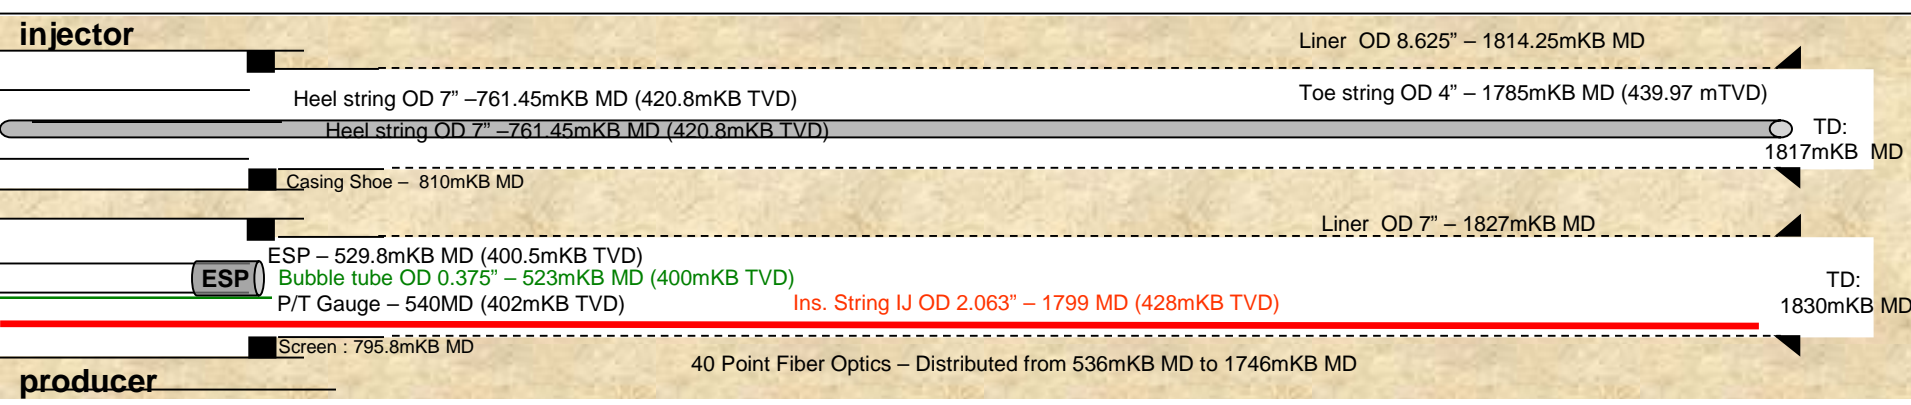 injector
Liner OD 8.625” – 1814.25mKB MD
Heel string OD 7” –761.45mKB MD (420.8mKB TVD)
Toe string OD 4” – 1785mKB MD (439.97 mTVD)
Heel string OD 7” –761.45mKB MD (420.8mKB TVD)
TD:
1817mKB MD
Casing Shoe – 810mKB MD
Liner OD 7” – 1827mKB MD
ESP – 529.8mKB MD (400.5mKB TVD)
ESP
Bubble tube OD 0.375” – 523mKB MD (400mKB TVD)
P/T Gauge – 540MD (402mKB TVD)
Ins. String IJ OD 2.063” – 1799 MD (428mKB TVD)
TD:
1830mKB MD
Screen : 795.8mKB MD
40 Point Fiber Optics – Distributed from 536mKB MD to 1746mKB MD
producer